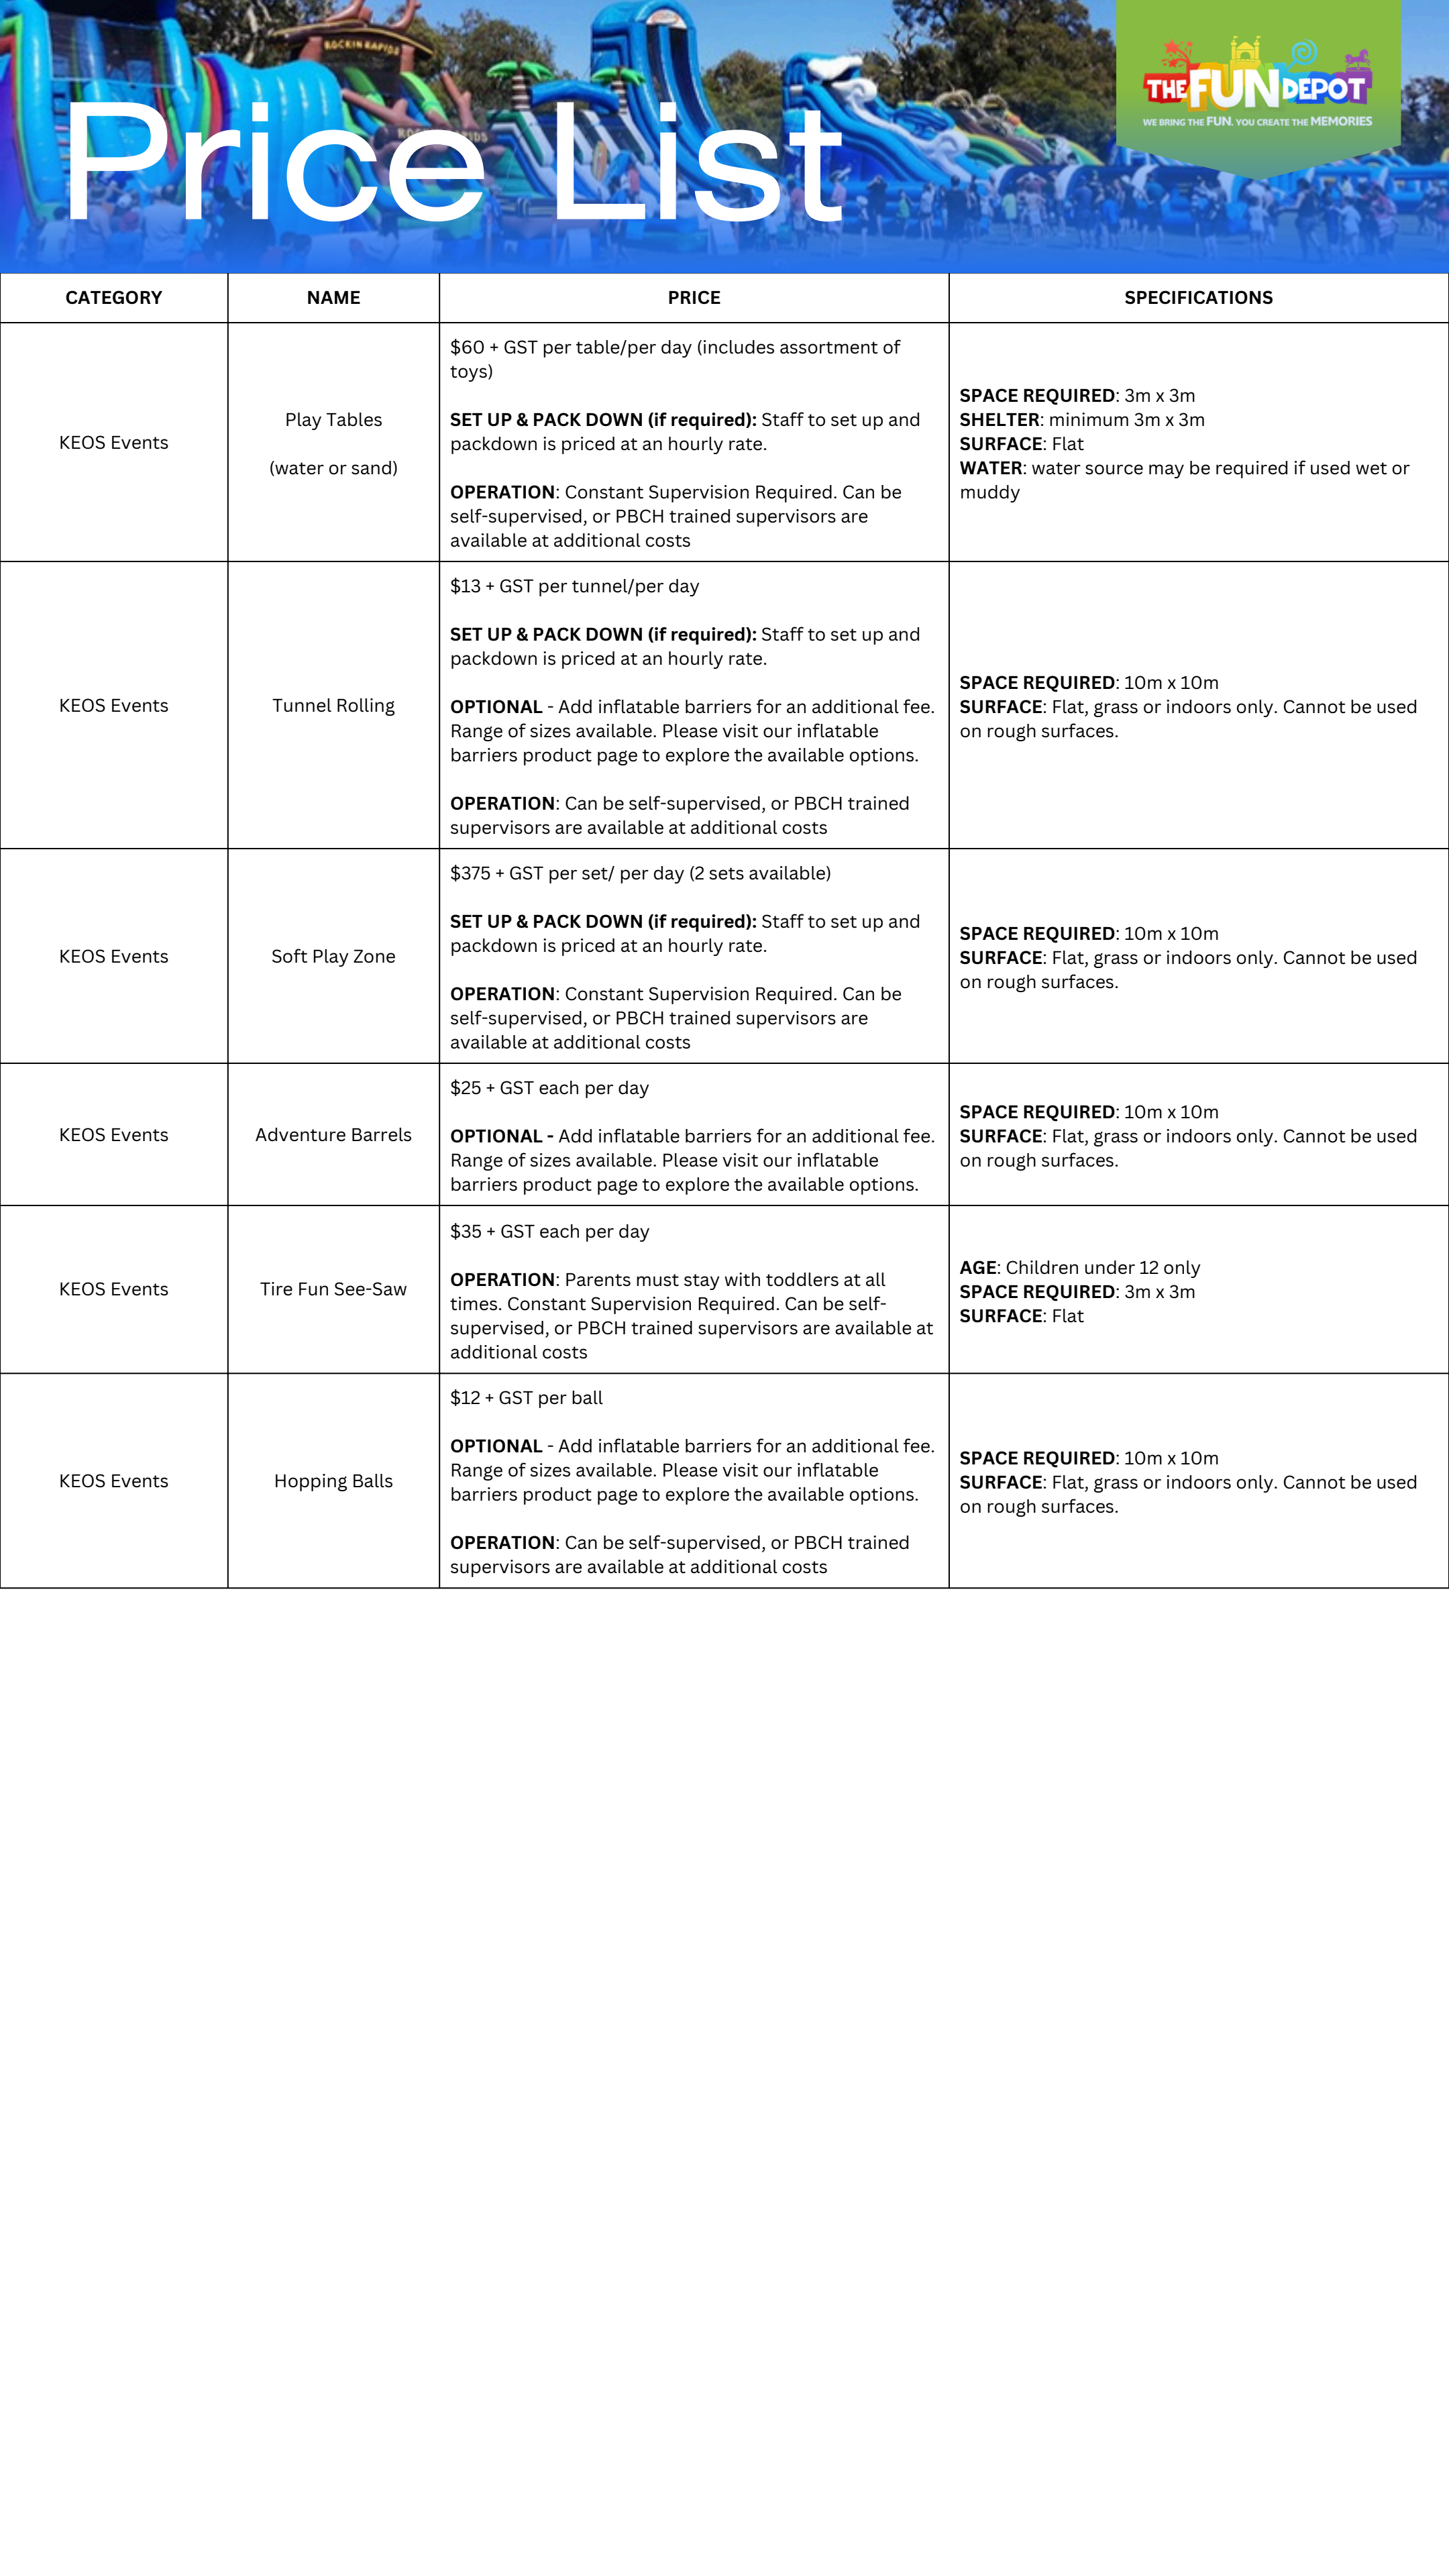 ROCKIN RAPIDS
ROCKIN RAPIDS
THE FUN DEPOT
WE BRING THE FUN. YOU CREATE THE MEMORIES
Price List
CATEGORY
NAME
PRICE
SPECIFICATIONS
KEOS Events
Play Tables
(water or sand)
$60 + GST per table/per day (includes assortment of
toys)
SET UP & PACK DOWN (if required): Staff to set up and
packdown is priced at an hourly rate.
OPERATION: Constant Supervision Required. Can be
self-supervised, or PBCH trained supervisors are
available at additional costs
SPACE REQUIRED: 3m x 3m
SHELTER: minimum 3m x 3m
SURFACE: Flat
WATER: water source may be required if used wet or
muddy
KEOS Events
Tunnel Rolling
$13 + GST per tunnel/per day
SET UP & PACK DOWN (if required): Staff to set up and
packdown is priced at an hourly rate.
OPTIONAL - Add inflatable barriers for an additional fee.
Range of sizes available. Please visit our inflatable
barriers product page to explore the available options.
OPERATION: Can be self-supervised, or PBCH trained
supervisors are available at additional costs
SPACE REQUIRED: 10m x 10m
SURFACE: Flat, grass or indoors only. Cannot be used
on rough surfaces.
KEOS Events
Soft Play Zone
$375 + GST per set/ per day (2 sets available)
SET UP & PACK DOWN (if required): Staff to set up and
packdown is priced at an hourly rate.
OPERATION: Constant Supervision Required. Can be
self-supervised, or PBCH trained supervisors are
available at additional costs
SPACE REQUIRED: 10m x 10m
SURFACE: Flat, grass or indoors only. Cannot be used
on rough surfaces.
KEOS Events
Adventure Barrels
$25 + GST each per day
OPTIONAL - Add inflatable barriers for an additional fee.
Range of sizes available. Please visit our inflatable
barriers product page to explore the available options.
SPACE REQUIRED: 10m x 10m
SURFACE: Flat, grass or indoors only. Cannot be used
on rough surfaces.
KEOS Events
Tire Fun See-Saw
$35 + GST each per day
OPERATION: Parents must stay with toddlers at all
times. Constant Supervision Required. Can be self-
supervised, or PBCH trained supervisors are available at
additional costs
AGE: Children under 12 only
SPACE REQUIRED: 3m x 3m
SURFACE: Flat
KEOS Events
Hopping Balls
$12 + GST per ball
OPTIONAL - Add inflatable barriers for an additional fee.
Range of sizes available. Please visit our inflatable
barriers product page to explore the available options.
OPERATION: Can be self-supervised, or PBCH trained
supervisors are available at additional costs
SPACE REQUIRED: 10m x 10m
SURFACE: Flat, grass or indoors only. Cannot be used
on rough surfaces.